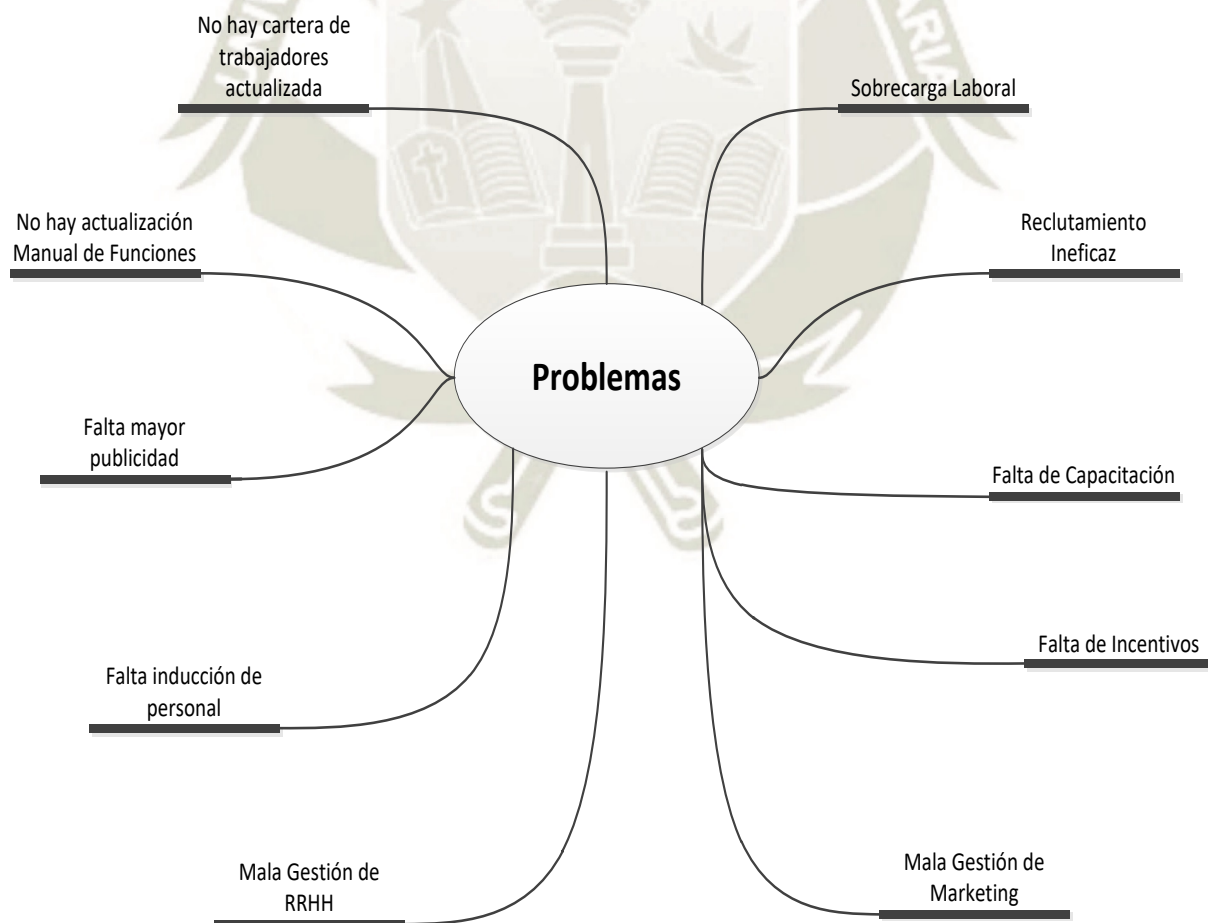 No hay cartera de
trabajadores
actualizada
Sobrecarga Laboral
No hay actualización
Manual de Funciones
Reclutamiento
Ineficaz
Problemas
Falta mayor
publicidad
Falta de Capacitación
Falta inducción de
personal
Falta de Incentivos
Mala Gestión de
RRHH
Mala Gestión de
Marketing